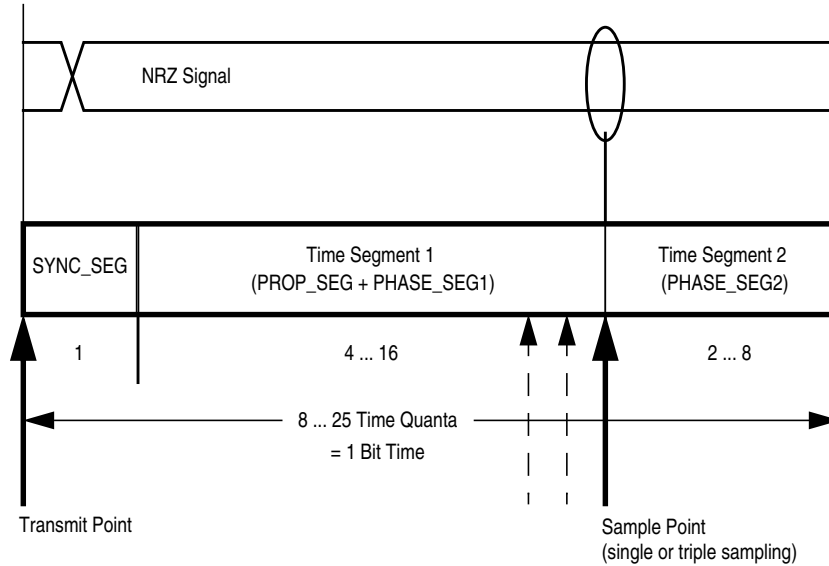 NRZ Signal
SYNC_SEG
Time Segment 1
(PROP_SEG + PHASE_SEG1)
Time Segment 2
(PHASE_SEG2)
1
4 ... 16
2 ... 8
8 ... 25 Time Quanta
= 1 Bit Time
Transmit Point
Sample Point
(single or triple sampling)